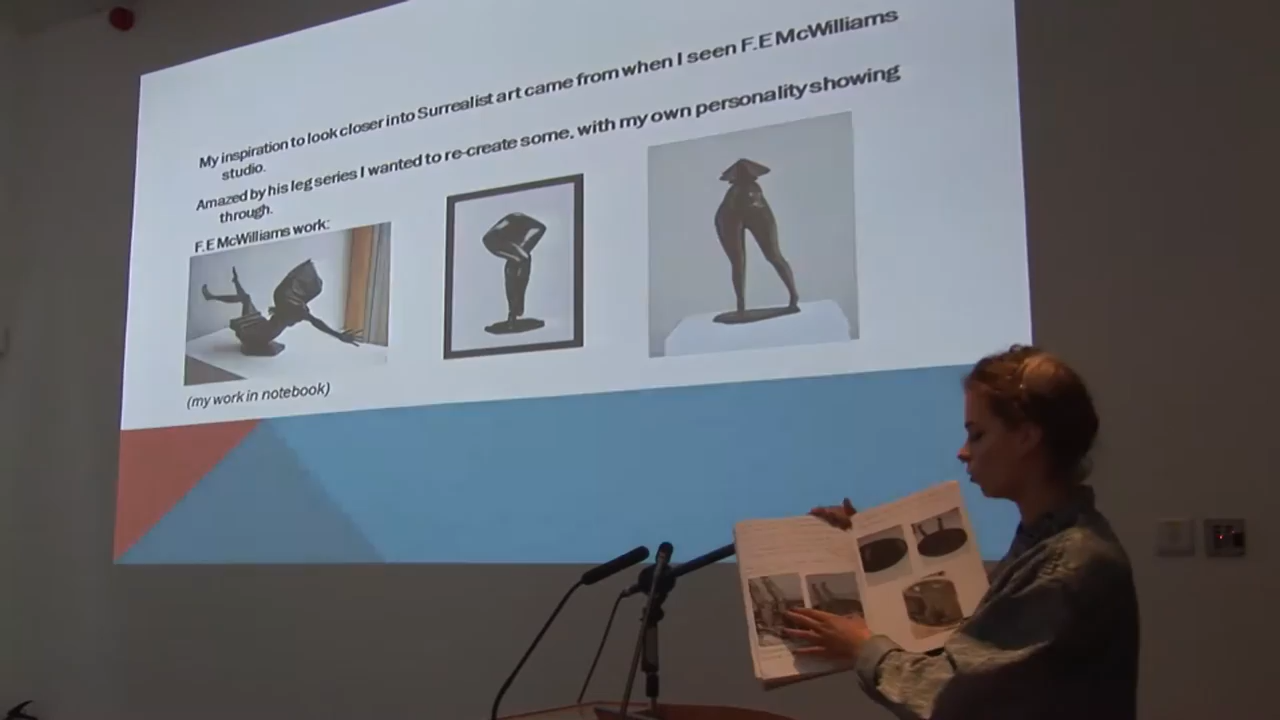 My inspiration to look closer into Surrealist art came from when I seen F.E McWilliams
studio.
Amazed by his leg series I wanted to re-create some, with my own personality showing
through.
F.E McWilliams work:
(my work in notebook)